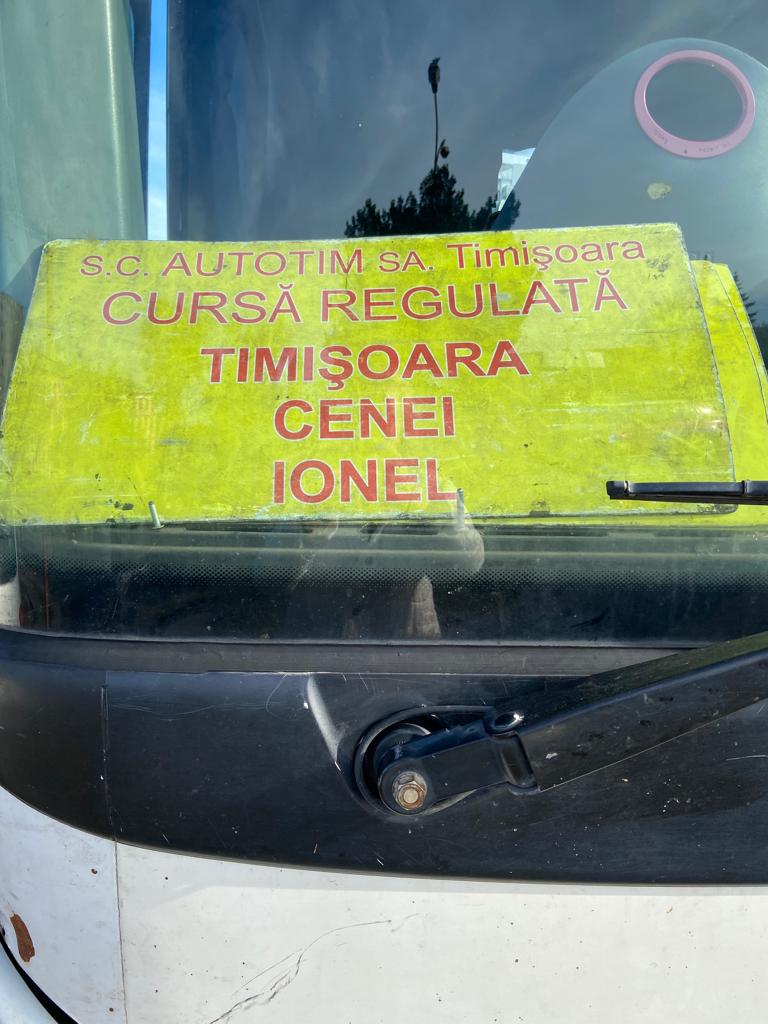 S.C. AUTOTIM SA. Timişoara
CURSĂ REGULATĂ
TIMIŞOARA
CENEI
IONEL